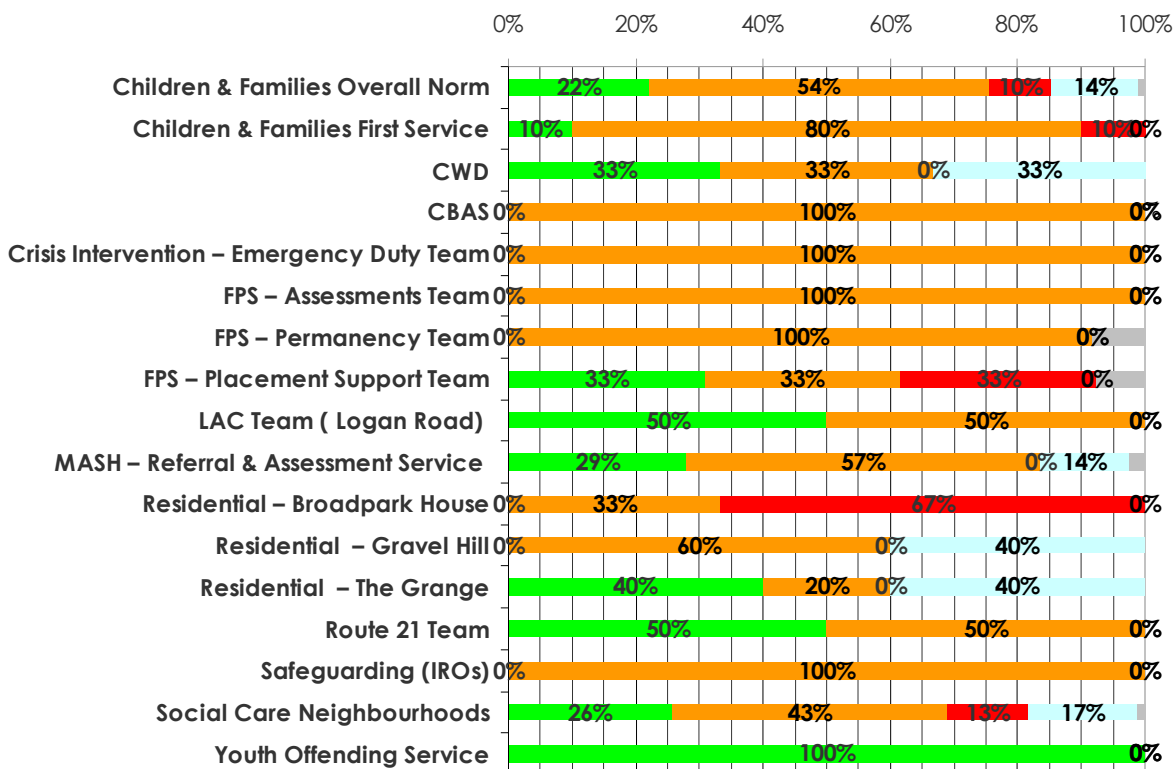 0% 20% 40% 60% 80% 100%
Children & Families Overall Norm 22% 54% 10% 14%
Children & Families First Service 10% 80% 10% 0%
CWD 33% 33% 0% 33%
CBAS 0% 100% 0%
Crisis Intervention – Emergency Duty Team 0% 100% 0%
FPS – Assessments Team 0% 100% 0%
FPS – Permanency Team 0% 100% 0%
FPS – Placement Support Team 33% 33% 33% 0%
LAC Team ( Logan Road) 50% 50% 0%
MASH – Referral & Assessment Service 29% 57% 0% 14%
Residential – Broadpark House 0% 33% 67% 0%
Residential – Gravel Hill 0% 60% 0% 40%
Residential – The Grange 40% 20% 0% 40%
Route 21 Team 50% 50% 0%
Safeguarding (IROs) 0% 100% 0%
Social Care Neighbourhoods 26% 43% 13% 17%
Youth Offending Service 100% 0%